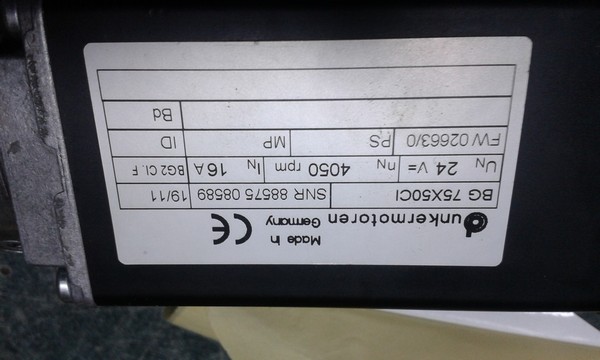 Dunkermotoren Made in Germany CE
BG 75X50CI SNR 88575 08589 19/11
UN 24 V= nN 4050 rpm IN 16 A BG2 Cl. F
FW 02663/0 PS MP ID
Bd